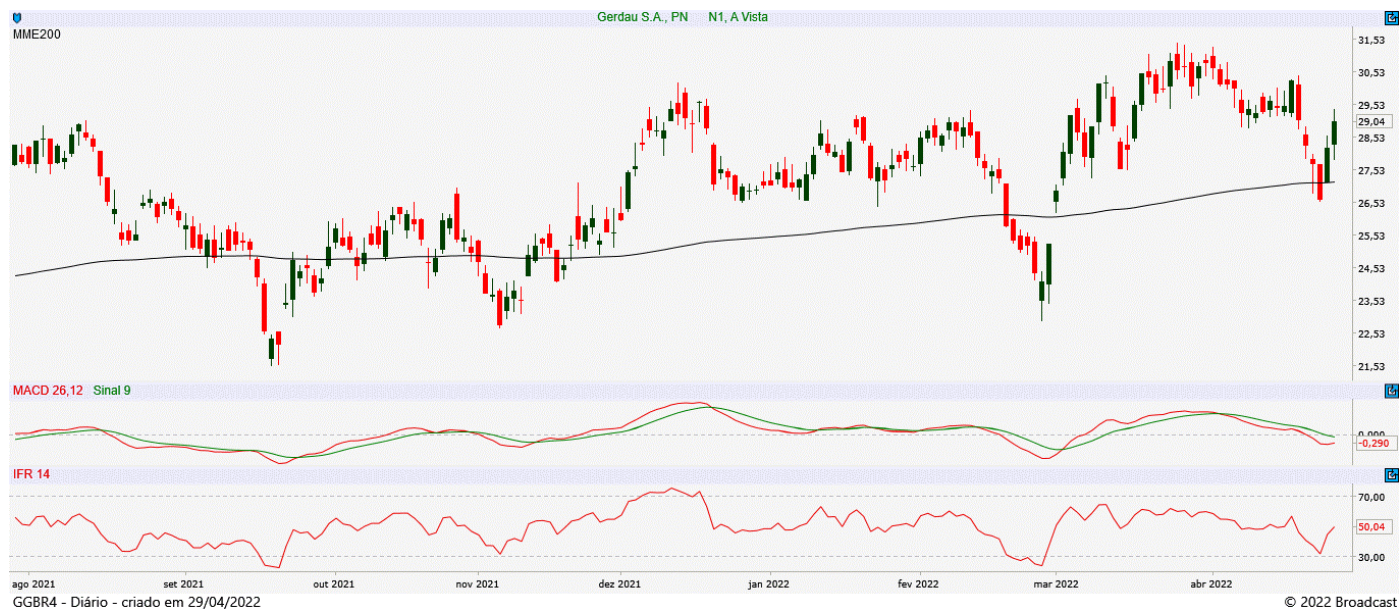 Gerdau S.A., PN N1, A Vista
MME200
31,53
30,53
29,53
29,04
28,53
27,53
26,53
25,53
24,53
23,53
22,53
21,53
MACD 26,12 Sinal 9
0,000
-0,290
IFR 14
70,00
50,04
30,00
ago 2021 set 2021 out 2021 nov 2021 dez 2021 jan 2022 fev 2022 mar 2022 abr 2022
GGBR4 - Diário - criado em 29/04/2022 © 2022 Broadcast